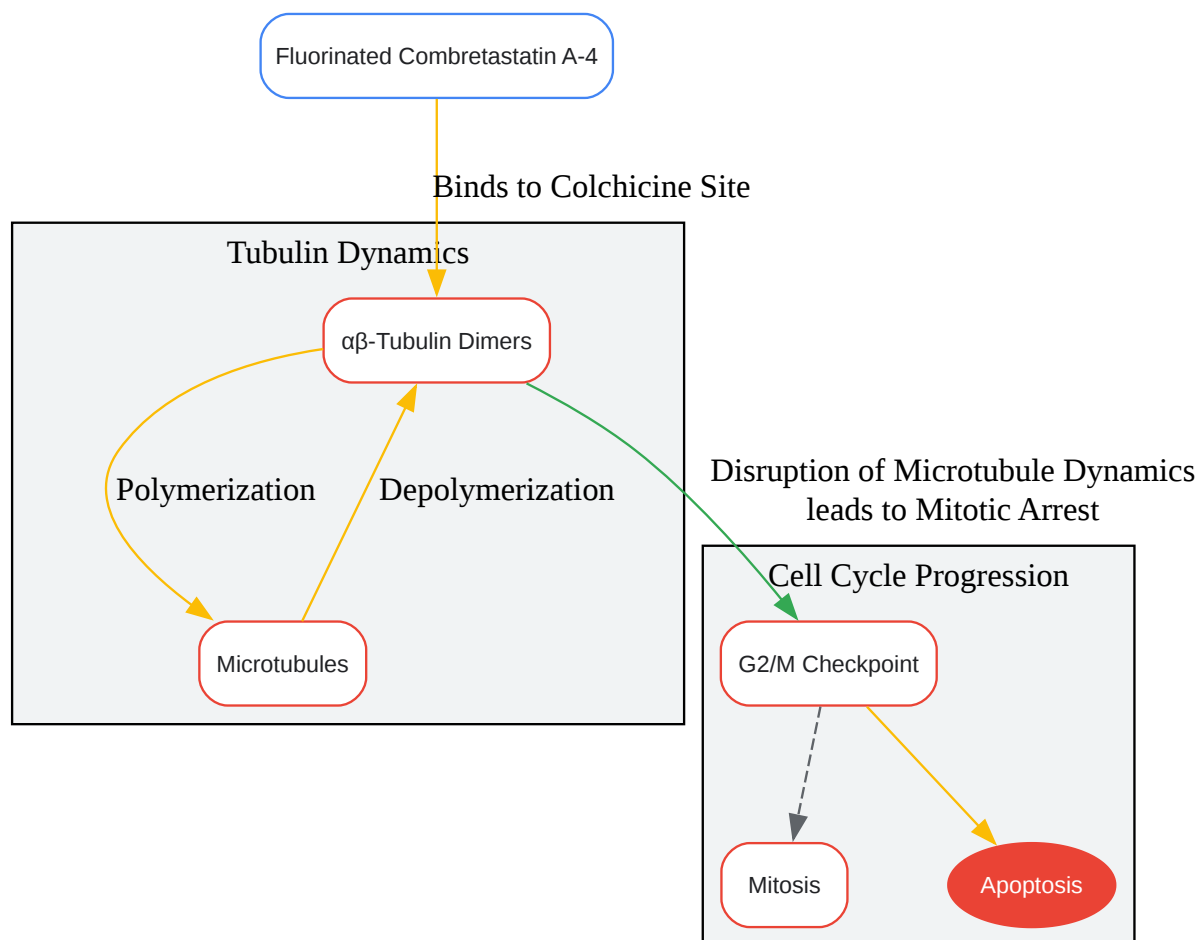 Fluorinated Combretastatin A-4
Binds to Colchicine Site
Tubulin Dynamics
αβ-Tubulin Dimers
Polymerization
Depolymerization
Disruption of Microtubule Dynamics
leads to Mitotic Arrest
Cell Cycle Progression
Microtubules
G2/M Checkpoint
Mitosis
Apoptosis